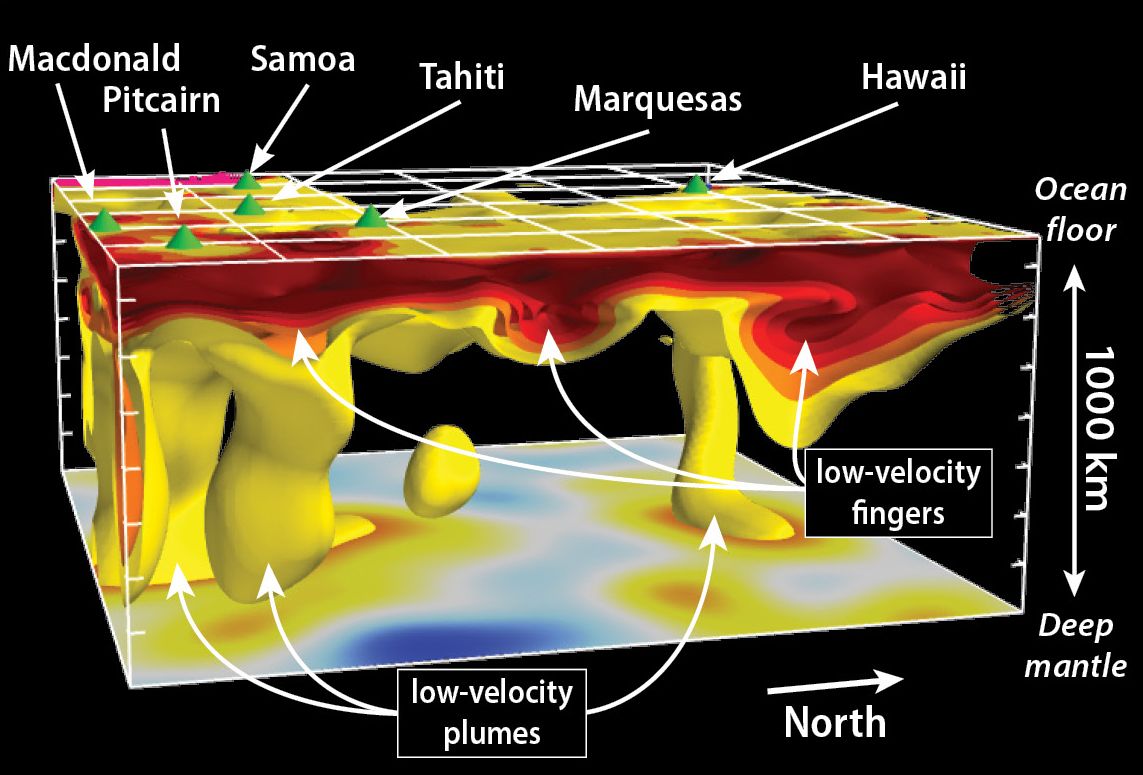 Macdonald
Samoa
Pitcairn
Tahiti
Marquesas
Hawaii
Ocean
floor
1000 km
low-velocity
fingers
Deep
mantle
low-velocity
plumes
North